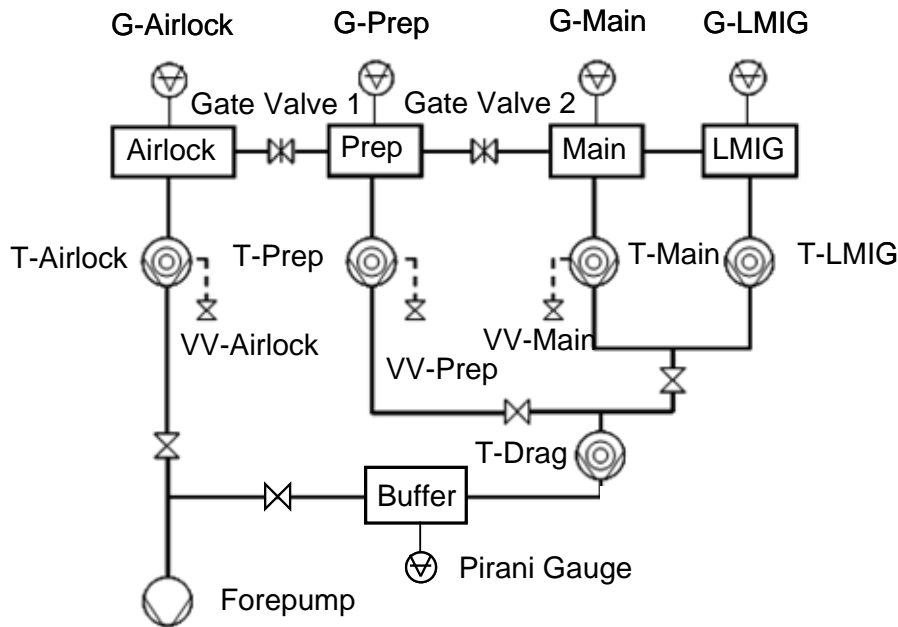 G-Airlock G-Prep G-Main G-LMIG
Gate Valve 1 Gate Valve 2
Airlock Prep Main LMIG
T-Airlock T-Prep T-Main T-LMIG
VV-Airlock VV-Main
VV-Prep
T-Drag
Buffer
Pirani Gauge
Forepump